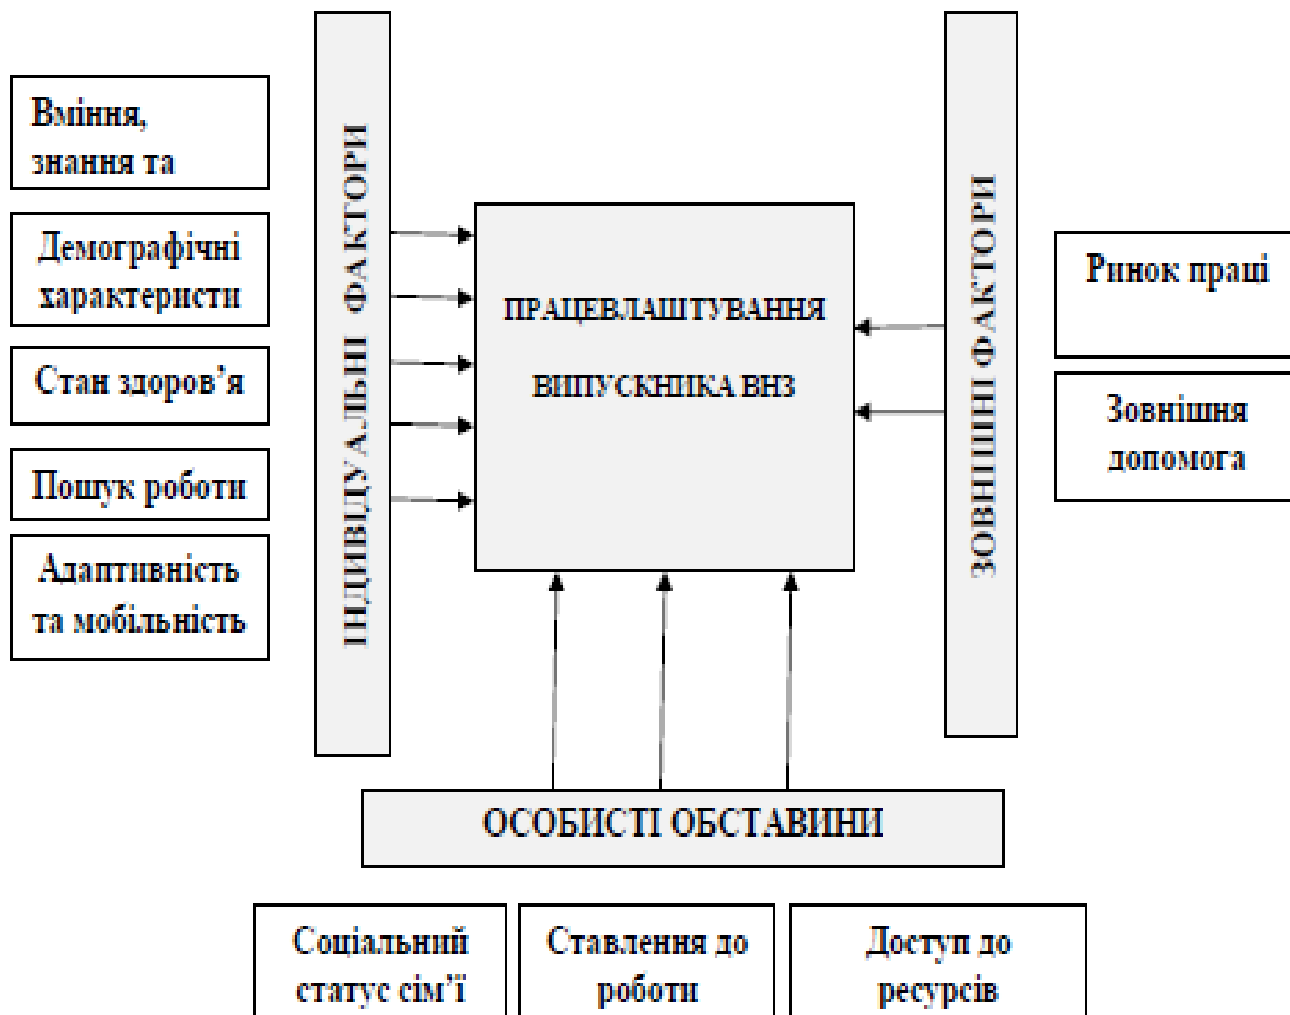 Вміння,
знання та
Демографічні
характеристи
Стан здоров’я
Пошук роботи
Адаптивність
та мобільність
ІНДИВІДУАЛЬНІ ФАКТОРИ
ПРАЦЕВЛАШТУВАННЯ
ВИПУСКНИКА ВНЗ
ЗОВНІШНІ ФАКТОРИ
Ринок праці
Зовнішня
допомога
ОСОБИСТІ ОБСТАВИНИ
Соціальний
статус сім’ї
Ставлення до
роботи
Доступ до
ресурсів